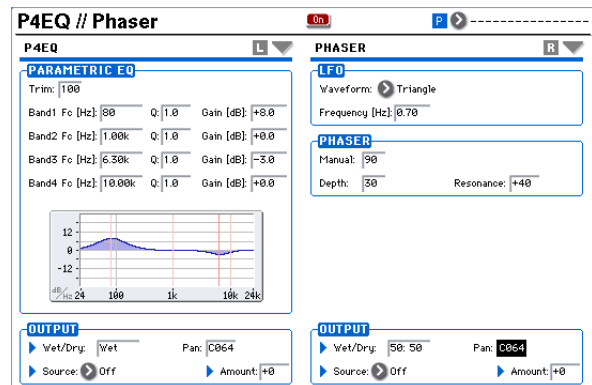 P4EQ // Phaser
On
P
----------------
P4EQ
L
PARAMETRIC EQ
Trim: 100
Band1 Fc [Hz]: 80 Q: 1.0 Gain [dB]: +8.0
Band2 Fc [Hz]: 1.00k Q: 1.0 Gain [dB]: +0.0
Band3 Fc [Hz]: 6.30k Q: 1.0 Gain [dB]: -3.0
Band4 Fc [Hz]: 10.00k Q: 1.0 Gain [dB]: +0.0
12
0
-12
dB/Hz 24 100 1k 10k 24k
OUTPUT
Wet/Dry: Wet Pan: C064
Source: Off Amount: +0
PHASER
R
LFO
Waveform: Triangle
Frequency [Hz]: 0.70
PHASER
Manual: 90
Depth: 30 Resonance: +40
OUTPUT
Wet/Dry: 50: 50 Pan: C064
Source: Off Amount: +0